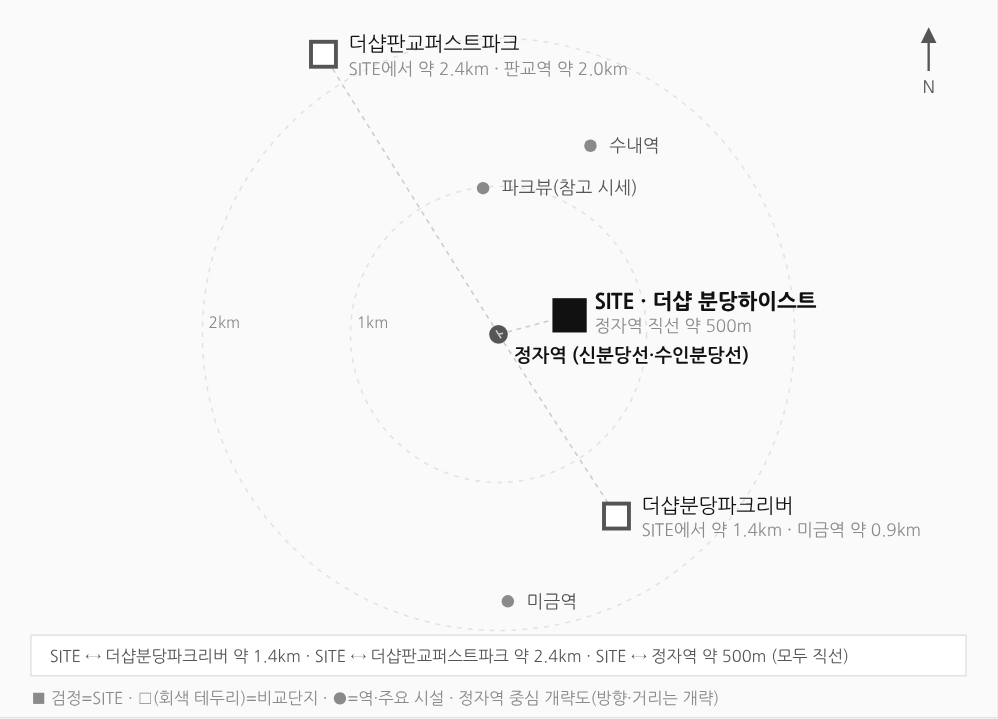 더샵판교퍼스트파크
SITE에서 약 2.4km · 판교역 약 2.0km
N
수내역
파크뷰(참고 시세)
SITE · 더샵 분당하이스트
정자역 직선 약 500m
2km
1km
정자역 (신분당선·수인분당선)
더샵분당파크리버
SITE에서 약 1.4km · 미금역 약 0.9km
미금역
SITE ↔ 더샵분당파크리버 약 1.4km · SITE ↔ 더샵판교퍼스트파크 약 2.4km · SITE ↔ 정자역 약 500m (모두 직선)
■ 검정=SITE · □(회색 테두리)=비교단지 · ●=역·주요 시설 · 정자역 중심 개략도(방향·거리는 개략)